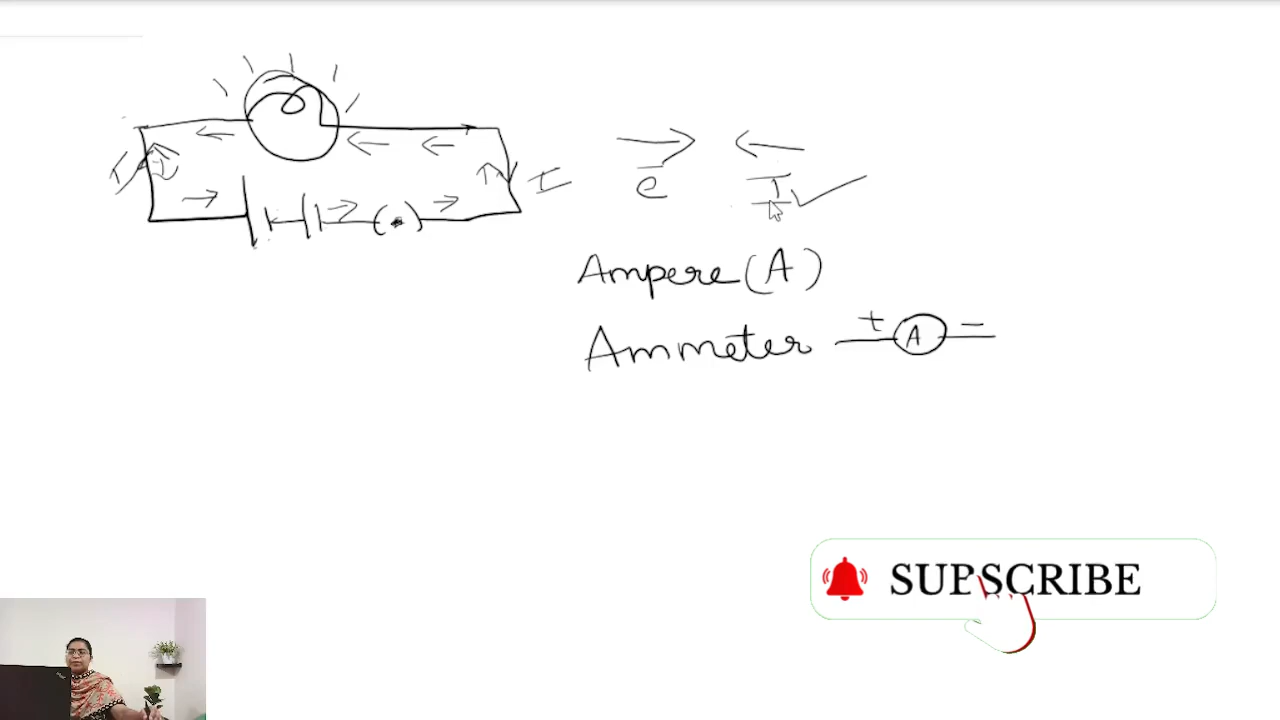 I
I
I
e̅
I
Ampere (A)
Ammeter + A -
SUBSCRIBE